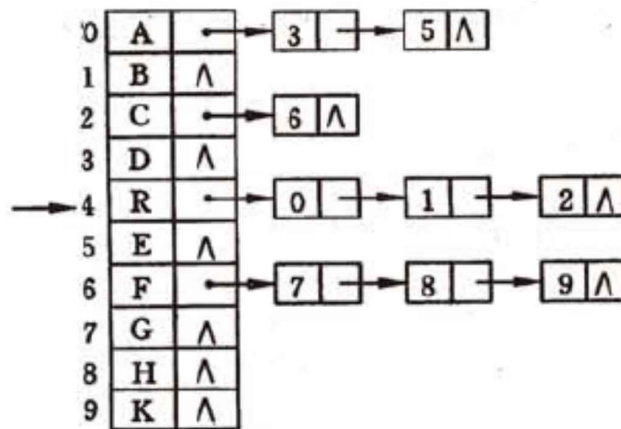 0 A 3 5 ∧
1 B ∧
2 C 6 ∧
3 D ∧
4 R 0 1 2 ∧
5 E ∧
6 F 7 8 9 ∧
7 G ∧
8 H ∧
9 K ∧